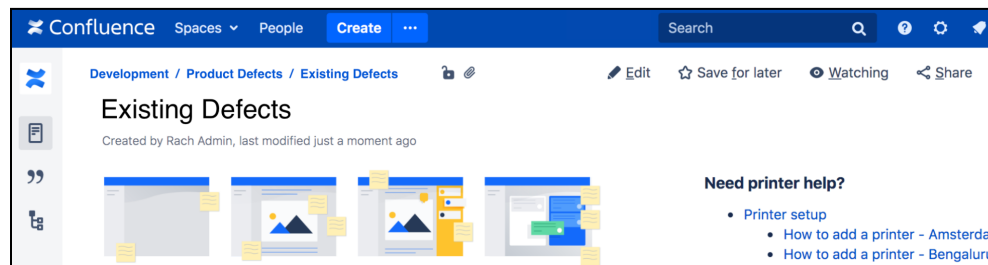 Confluence Spaces People Create ··· Search
Development / Product Defects / Existing Defects Edit Save for later Watching Share
Existing Defects
Created by Rach Admin, last modified just a moment ago
Need printer help?
• Printer setup
• How to add a printer - Amsterda
• How to add a printer - Bengaluru